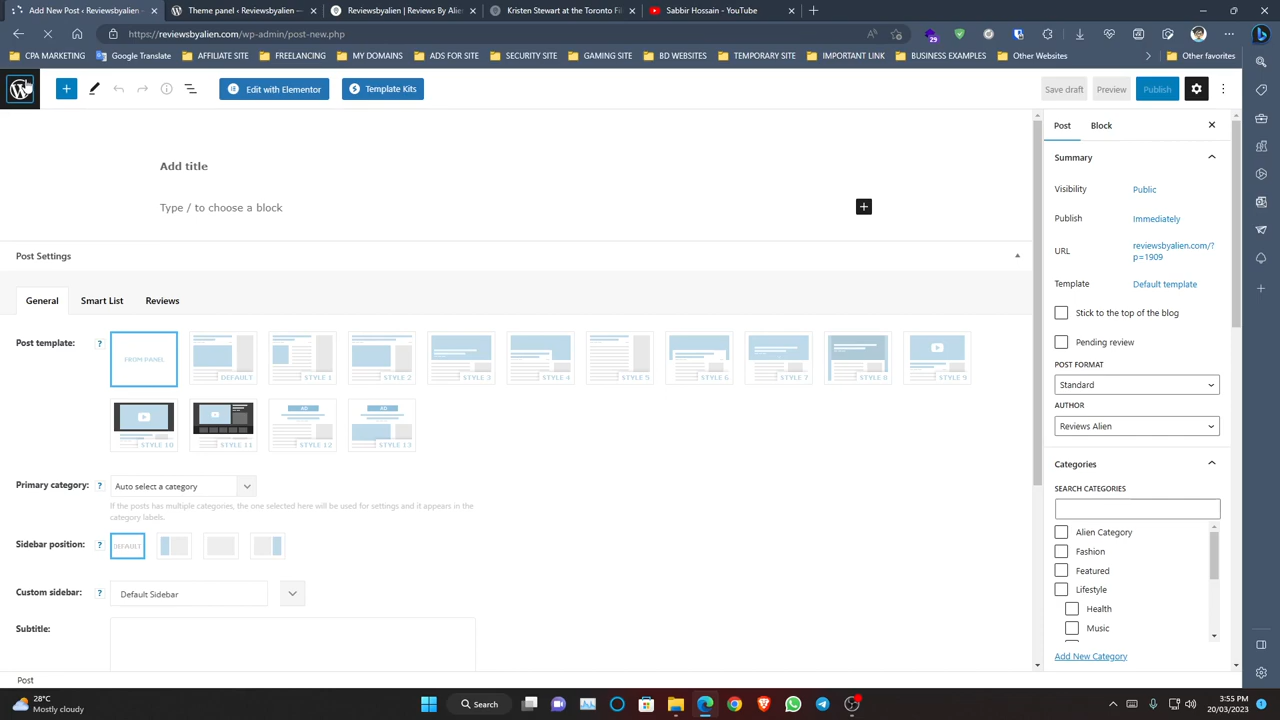 Add New Post ‹ Reviewsbyalien —
Theme panel ‹ Reviewsbyalien —
Reviewsbyalien | Reviews By Alie
Kristen Stewart at the Toronto Fil
Sabbir Hossain - YouTube
https://reviewsbyalien.com/wp-admin/post-new.php
CPA MARKETING
Google Translate
AFFILIATE SITE
FREELANCING
MY DOMAINS
ADS FOR SITE
SECURITY SITE
GAMING SITE
BD WEBSITES
TEMPORARY SITE
IMPORTANT LINK
BUSINESS EXAMPLES
Other Websites
Other favorites
Edit with Elementor
Template Kits
Save draft
Preview
Publish
Add title
Type / to choose a block
Post Settings
General
Smart List
Reviews
Post template:
?
FROM PANEL
DEFAULT
STYLE 1
STYLE 2
STYLE 3
STYLE 4
STYLE 5
STYLE 6
STYLE 7
STYLE 8
STYLE 9
STYLE 10
STYLE 11
AD
STYLE 12
AD
STYLE 13
Primary category:
?
Auto select a category
If the posts has multiple categories, the one selected here will be used for settings and it appears in the
category labels.
Sidebar position:
?
DEFAULT
Custom sidebar:
?
Default Sidebar
Subtitle:
Post
Block
Summary
Visibility
Public
Publish
Immediately
URL
reviewsbyalien.com/?
p=1909
Template
Default template
Stick to the top of the blog
Pending review
POST FORMAT
Standard
AUTHOR
Reviews Alien
Categories
SEARCH CATEGORIES
Alien Category
Fashion
Featured
Lifestyle
Health
Music
Add New Category
Post
28°C
Mostly cloudy
Search
3:55 PM
20/03/2023